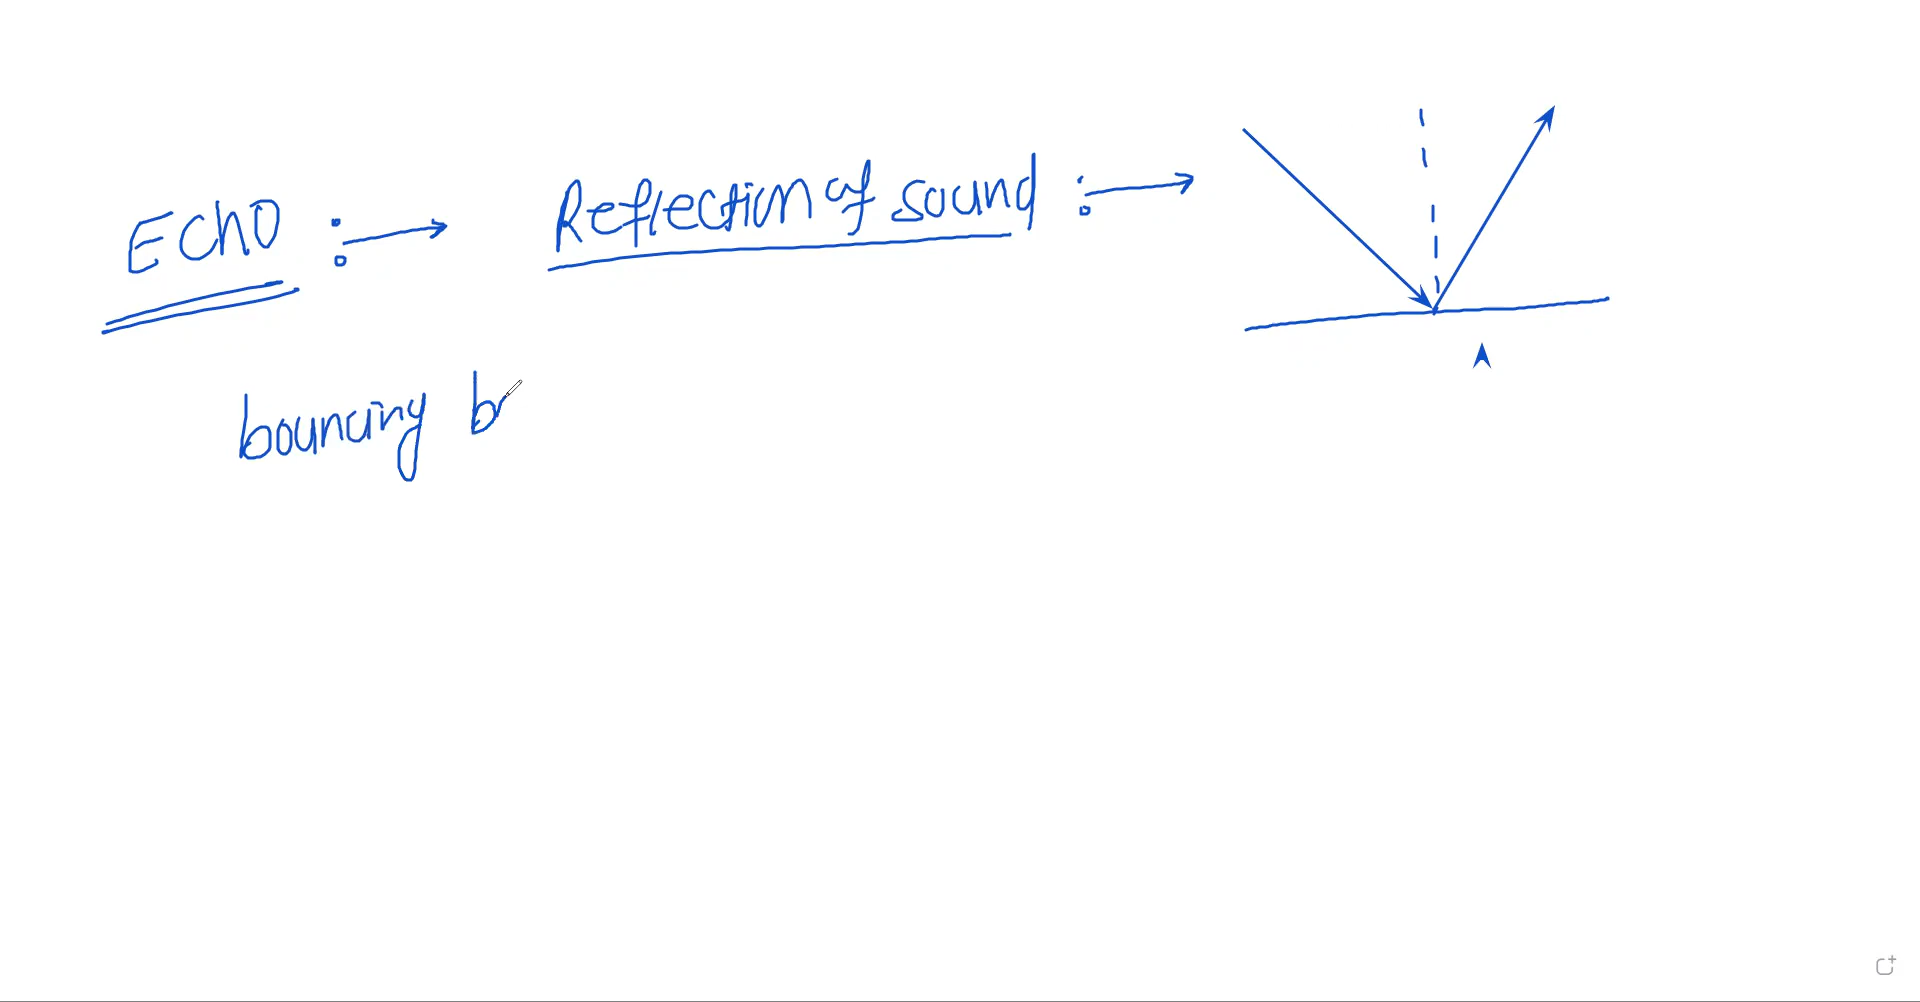 ECHO :→ Reflection of sound :→
bouncing b